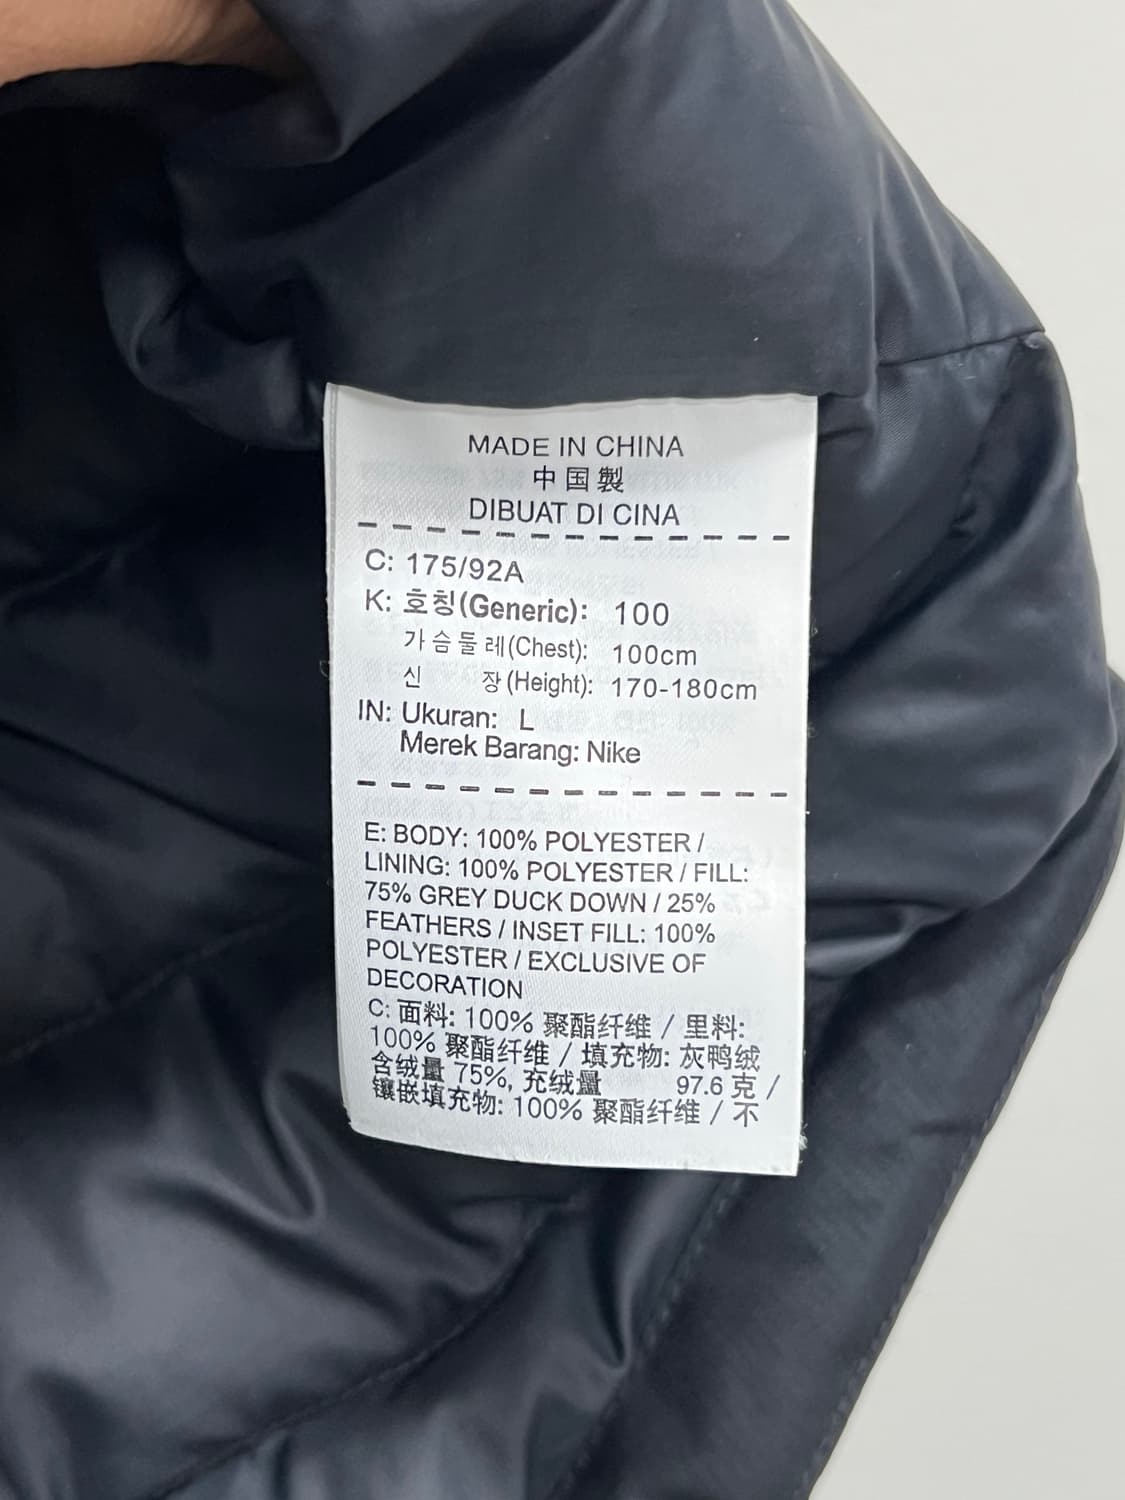 MADE IN CHINA
中国製
DIBUAT DI CINA
C: 175/92A
K: 호칭(Generic): 100
가슴둘레(Chest): 100cm
신 장(Height): 170-180cm
IN: Ukuran: L
Merek Barang: Nike
E: BODY: 100% POLYESTER /
LINING: 100% POLYESTER / FILL:
75% GREY DUCK DOWN / 25%
FEATHERS / INSET FILL: 100%
POLYESTER / EXCLUSIVE OF
DECORATION
C: 面料: 100% 聚酯纤维 / 里料:
100% 聚酯纤维 / 填充物: 灰鸭绒
含绒量 75%, 充绒量 97.6 克 /
镶嵌填充物: 100% 聚酯纤维 / 不